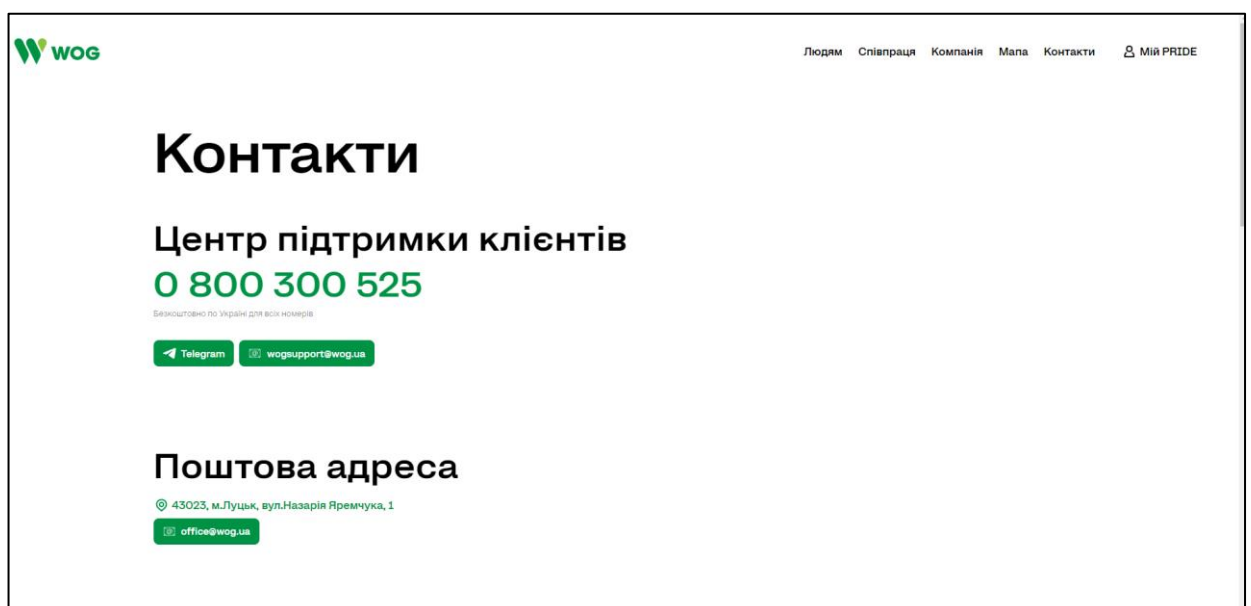 WOG
Людям Співпраця Компанія Мапа Контакти Мій PRIDE
Контакти
Центр підтримки клієнтів
0 800 300 525
Безкоштовно по Україні для всіх номерів
Telegram wogsupport@wog.ua
Поштова адреса
43023, м.Луцьк, вул.Назарія Яремчука, 1
office@wog.ua